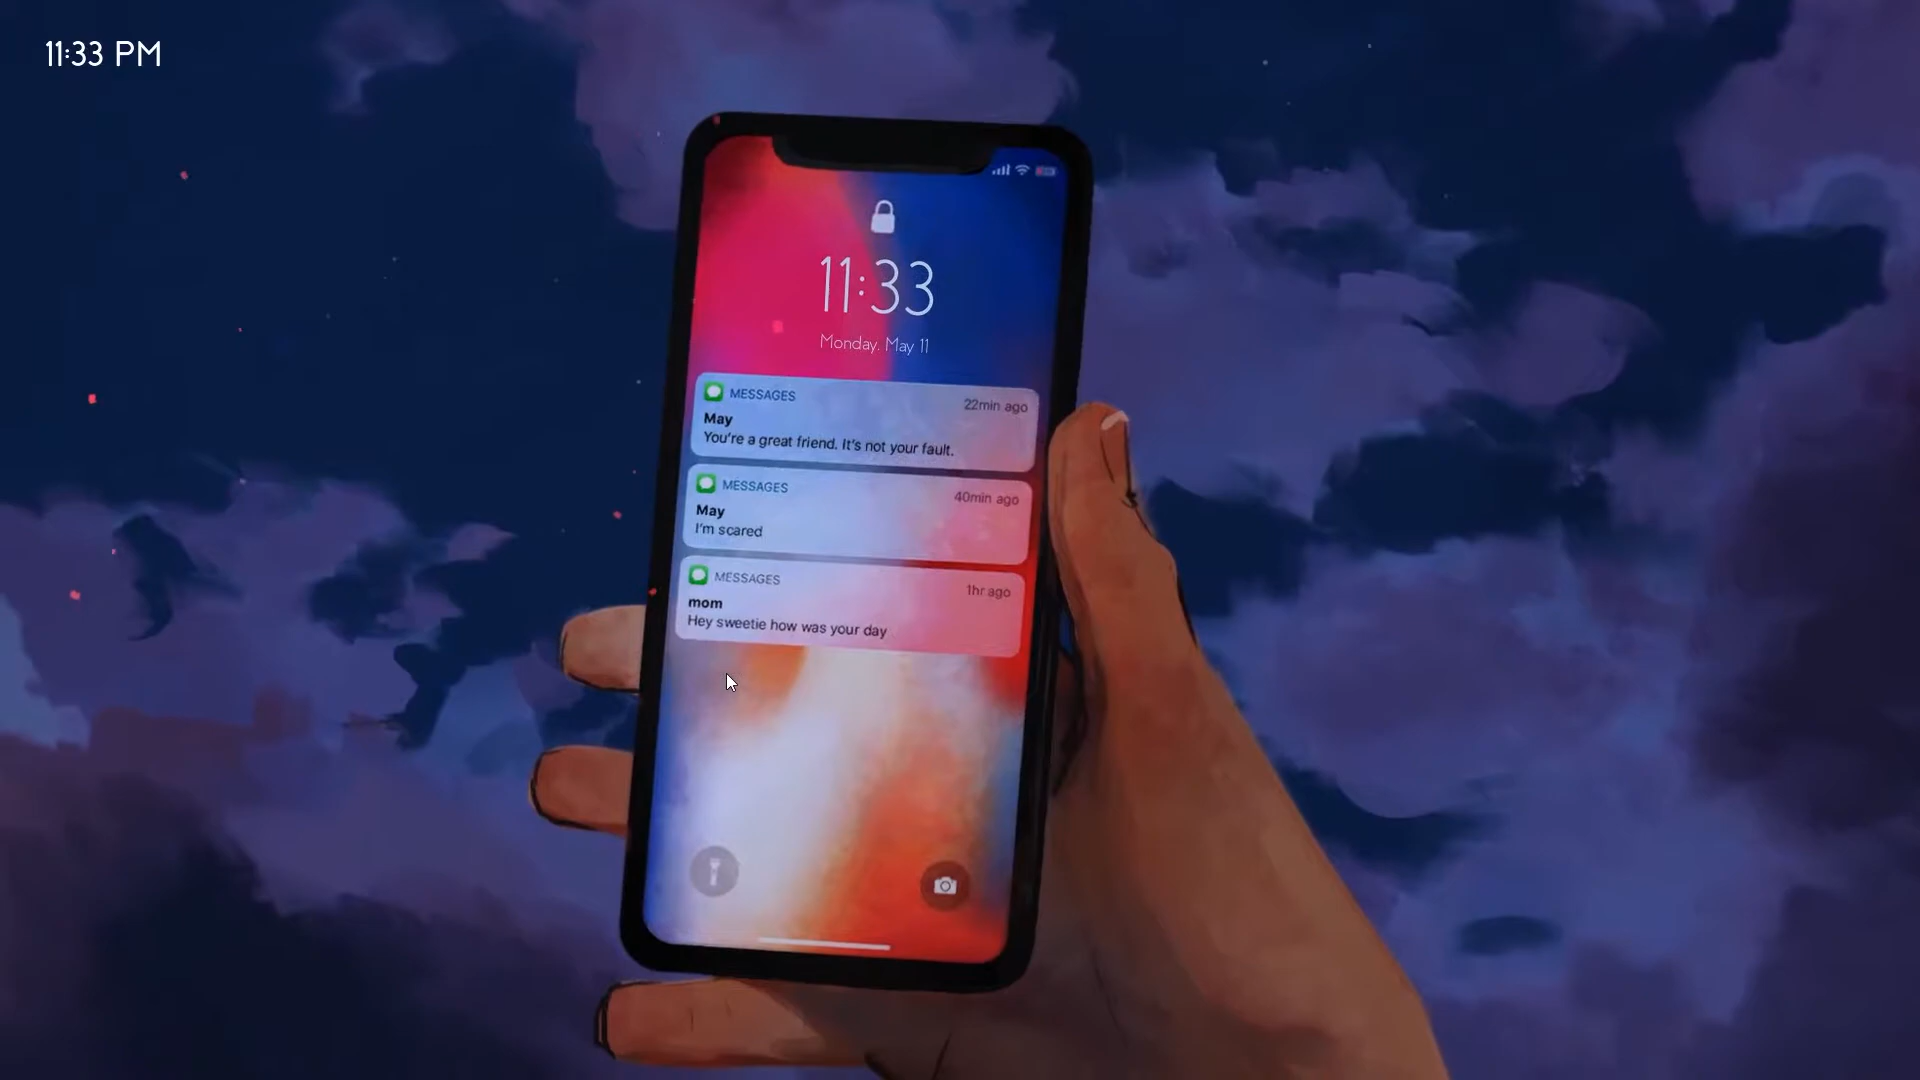 11:33 PM
11:33
Monday. May 11
MESSAGES
22min ago
May
You're a great friend. It's not your fault.
MESSAGES
40min ago
May
I'm scared
MESSAGES
1hr ago
mom
Hey sweetie how was your day